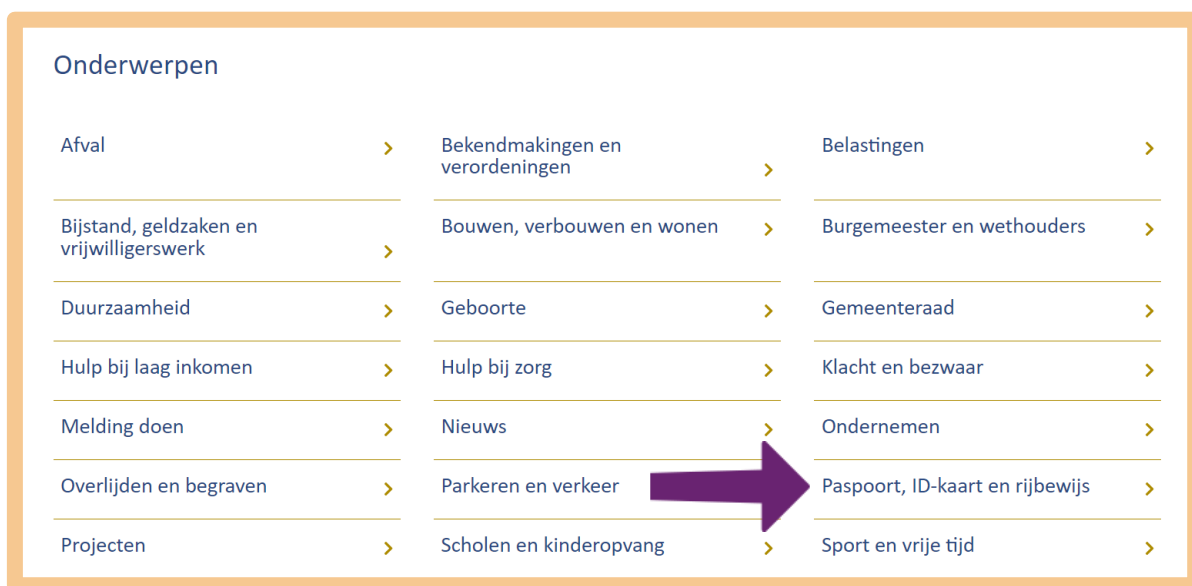 Onderwerpen
Afval
Bekendmakingen en
verordeningen
Belastingen
Bijstand, geldzaken en
vrijwilligerswerk
Bouwen, verbouwen en wonen
Burgemeester en wethouders
Duurzaamheid
Geboorte
Gemeenteraad
Hulp bij laag inkomen
Hulp bij zorg
Klacht en bezwaar
Melding doen
Nieuws
Ondernemen
Overlijden en begraven
Parkeren en verkeer
Paspoort, ID-kaart en rijbewijs
Projecten
Scholen en kinderopvang
Sport en vrije tijd